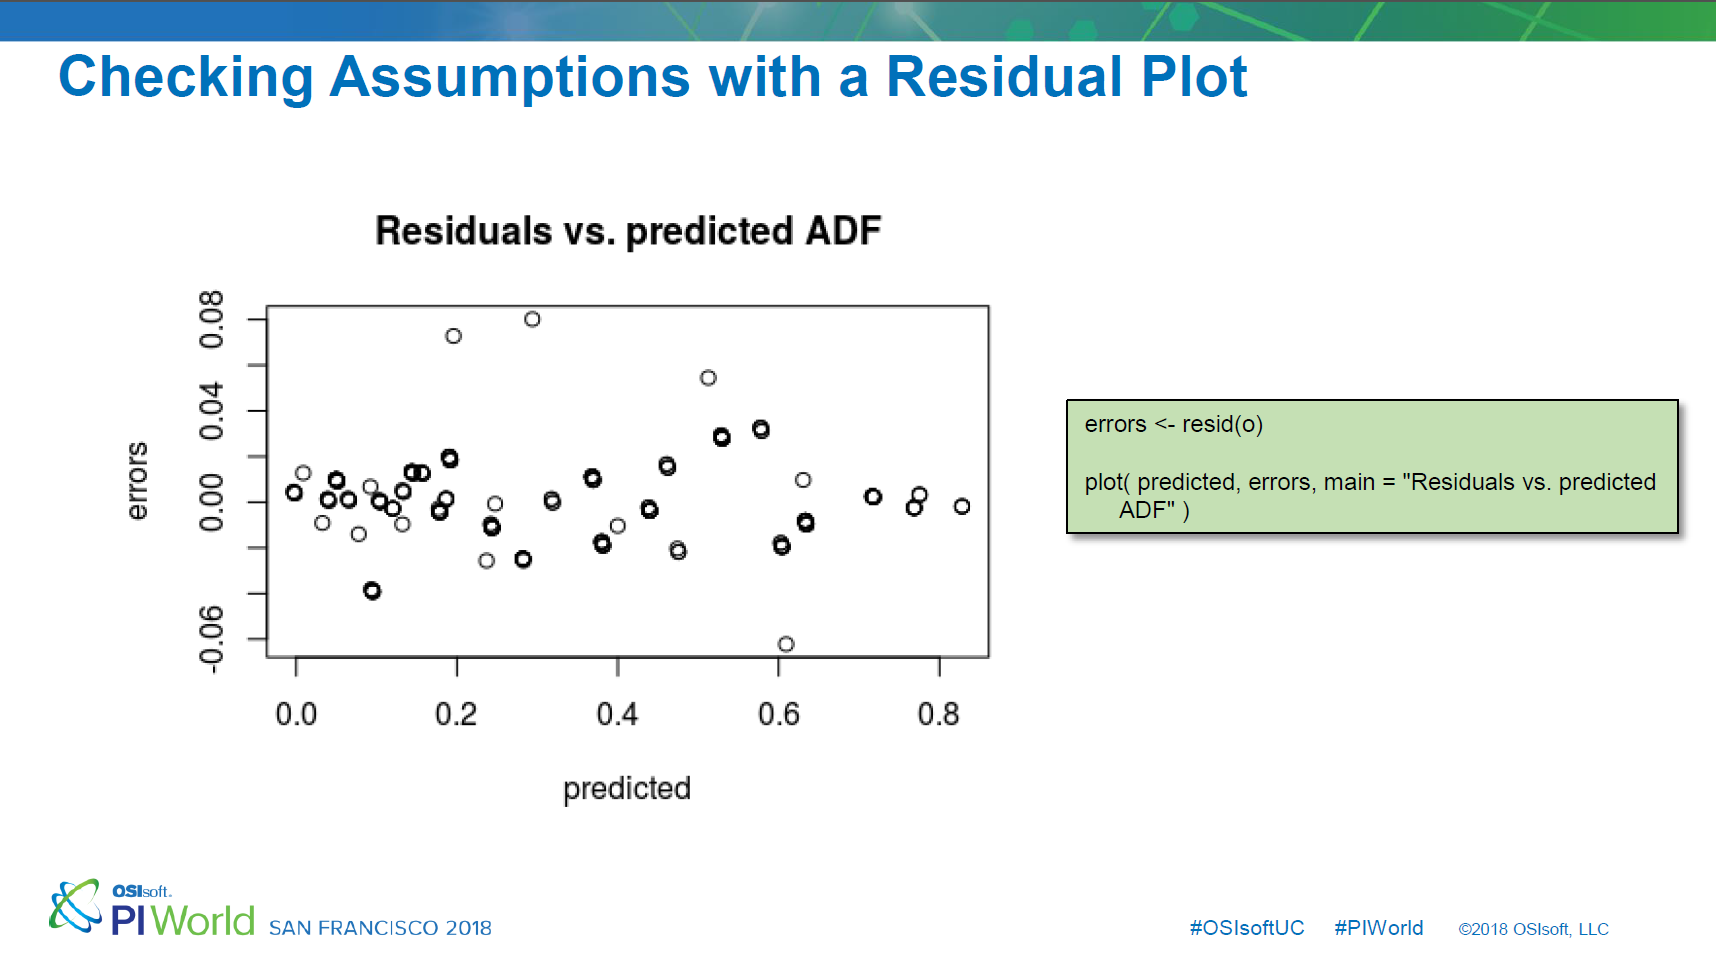 Checking Assumptions with a Residual Plot
Residuals vs. predicted ADF
0.08
0.04
0.00
-0.06
errors
0.0 0.2 0.4 0.6 0.8
predicted
errors <- resid(o)
plot( predicted, errors, main = "Residuals vs. predicted
ADF" )
OSIsoft.
PI World SAN FRANCISCO 2018
#OSIsoftUC #PIWorld ©2018 OSIsoft, LLC